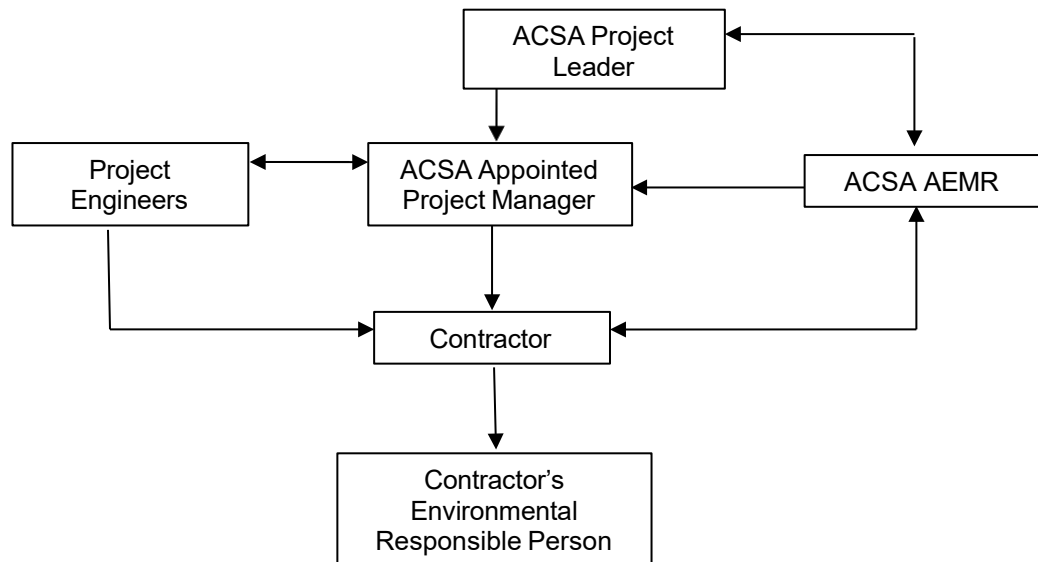 ACSA Project
Leader
Project
Engineers
ACSA Appointed
Project Manager
ACSA AEMR
Contractor
Contractor’s
Environmental
Responsible Person